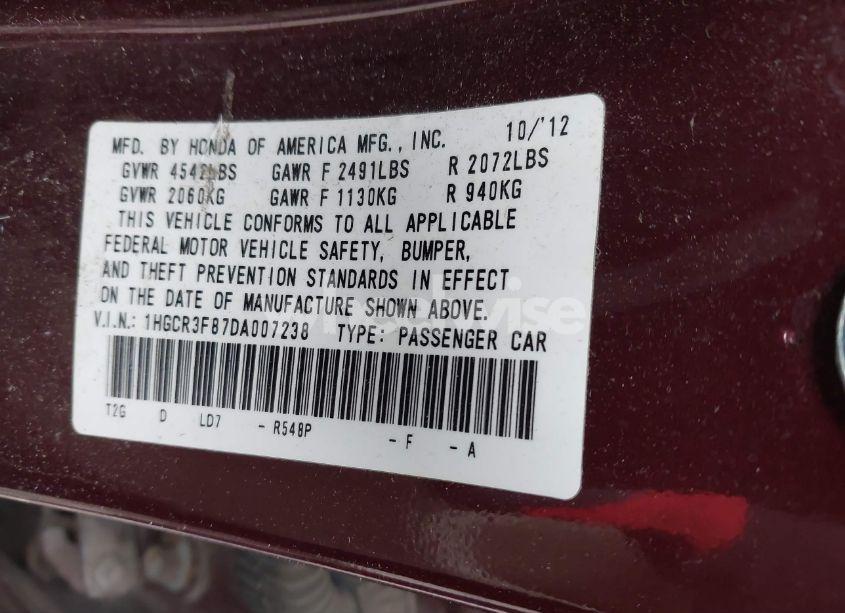 MFD. BY HONDA OF AMERICA MFG., INC. 10/'12
GVWR 4542LBS GAWR F 2491LBS R 2072LBS
GVWR 2060KG GAWR F 1130KG R 940KG
THIS VEHICLE CONFORMS TO ALL APPLICABLE
FEDERAL MOTOR VEHICLE SAFETY, BUMPER,
AND THEFT PREVENTION STANDARDS IN EFFECT
ON THE DATE OF MANUFACTURE SHOWN ABOVE.
V.I.N.: 1HGCR3F87DA007238 TYPE: PASSENGER CAR
T2G D LD7 - R548P - F - A